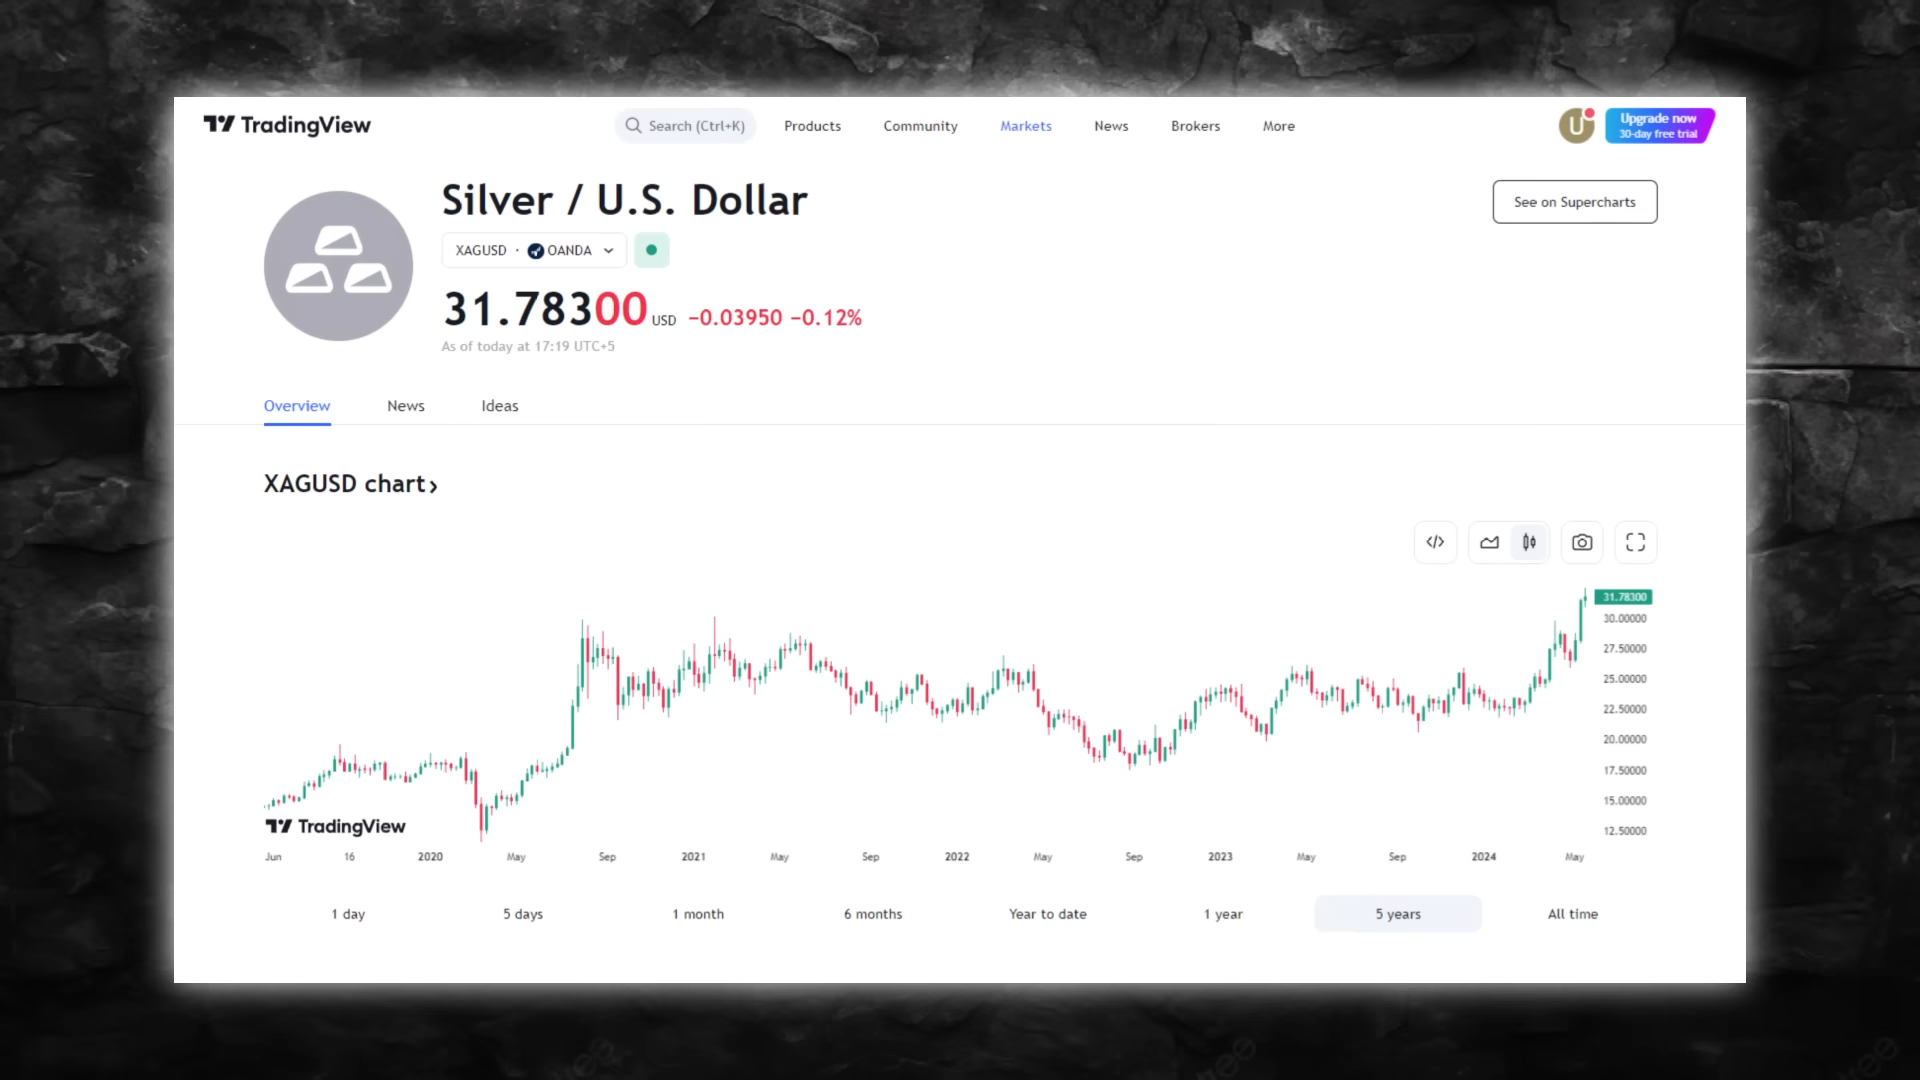 TradingView
Search (Ctrl+K)
Products
Community
Markets
News
Brokers
More
U
Upgrade now
30-day free trial
Silver / U.S. Dollar
See on Supercharts
XAGUSD · OANDA
31.78300 USD −0.03950 −0.12%
As of today at 17:19 UTC+5
Overview
News
Ideas
XAGUSD chart ›
31.78300
30.00000
27.50000
25.00000
22.50000
20.00000
17.50000
15.00000
12.50000
TradingView
Jun 16 2020 May Sep 2021 May Sep 2022 May Sep 2023 May Sep 2024 May
1 day
5 days
1 month
6 months
Year to date
1 year
5 years
All time